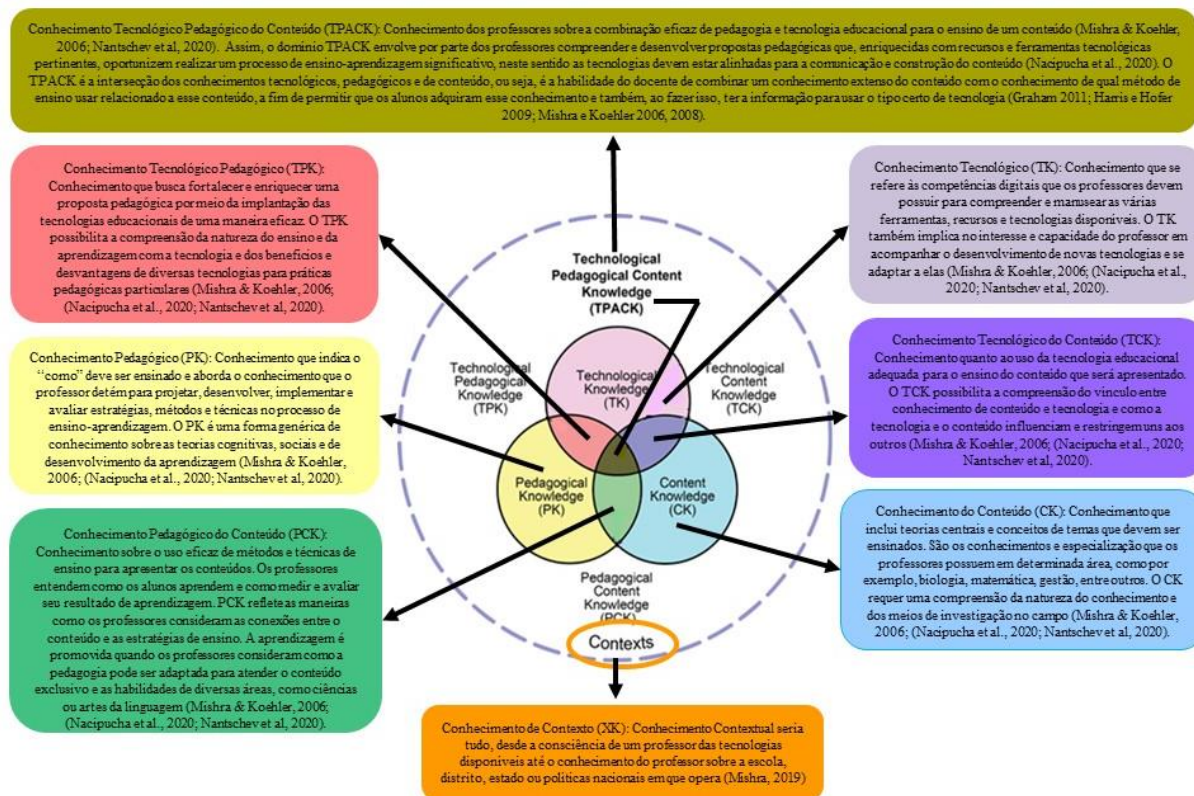 Conhecimento Tecnológico Pedagógico do Conteúdo (TPACK): Conhecimento dos professores sobre a combinação eficaz de pedagogia e tecnologia educacional para o ensino de um conteúdo (Mishra & Koehler,
2006; Nantschev et al, 2020). Assim, o domínio TPACK envolve por parte dos professores compreender e desenvolver propostas pedagógicas que, enriquecidas com recursos e ferramentas tecnológicas
pertinentes, oportunizem realizar um processo de ensino-aprendizagem significativo, neste sentido as tecnologias devem estar alinhadas para a comunicação e construção do conteúdo (Nacipucha et al., 2020). O
TPACK é a intersecção dos conhecimentos tecnológicos, pedagógicos e de conteúdo, ou seja, é a habilidade do docente de combinar um conhecimento extenso do conteúdo com o conhecimento de qual método de
ensino usar relacionado a esse conteúdo, a fim de permitir que os alunos adquiram esse conhecimento e também, ao fazer isso, ter a informação para usar o tipo certo de tecnologia (Graham 2011; Harris e Hofer
2009; Mishra e Koehler 2006, 2008).
Conhecimento Tecnológico Pedagógico (TPK):
Conhecimento que busca fortalecer e enriquecer uma
proposta pedagógica por meio da implantação das
tecnologias educacionais de uma maneira eficaz. O TPK
possibilita a compreensão da natureza do ensino e da
aprendizagem com a tecnologia e dos benefícios e
desvantagens de diversas tecnologias para práticas
pedagógicas particulares (Mishra & Koehler, 2006;
(Nacipucha et al., 2020; Nantschev et al, 2020).
Conhecimento Tecnológico (TK): Conhecimento que se
refere às competências digitais que os professores devem
possuir para compreender e manusear as várias
ferramentas, recursos e tecnologias disponíveis. O TK
também implica no interesse e capacidade do professor em
acompanhar o desenvolvimento de novas tecnologias e se
adaptar a elas (Mishra & Koehler, 2006; (Nacipucha et al.,
2020; Nantschev et al, 2020).
Technological
Pedagogical Content
Knowledge
(TPACK)
Technological
Pedagogical
Knowledge
(TPK)
Technological
Knowledge
(TK)
Technological
Content
Knowledge
(TCK)
Conhecimento Pedagógico (PK): Conhecimento que indica o
“como” deve ser ensinado e aborda o conhecimento que o
professor detém para projetar, desenvolver, implementar e
avaliar estratégias, métodos e técnicas no processo de
ensino-aprendizagem. O PK é uma forma genérica de
conhecimento sobre as teorias cognitivas, sociais e de
desenvolvimento da aprendizagem (Mishra & Koehler,
2006; (Nacipucha et al., 2020; Nantschev et al, 2020).
Conhecimento Tecnológico do Conteúdo (TCK):
Conhecimento quanto ao uso da tecnologia educacional
adequada para o ensino do conteúdo que será apresentado.
O TCK possibilita a compreensão do vínculo entre
conhecimento de conteúdo e tecnologia e como a
tecnologia e o conteúdo influenciam e restringem uns aos
outros (Mishra & Koehler, 2006; (Nacipucha et al., 2020;
Nantschev et al, 2020).
Pedagogical
Knowledge
(PK)
Content
Knowledge
(CK)
Conhecimento Pedagógico do Conteúdo (PCK):
Conhecimento sobre o uso eficaz de métodos e técnicas de
ensino para apresentar os conteúdos. Os professores
entendem como os alunos aprendem e como medir e avaliar
seu resultado de aprendizagem. PCK reflete as maneiras
como os professores consideram as conexões entre o
conteúdo e as estratégias de ensino. A aprendizagem é
promovida quando os professores consideram como a
pedagogia pode ser adaptada para atender o conteúdo
exclusivo e as habilidades de diversas áreas, como ciências
ou artes da linguagem (Mishra & Koehler, 2006;
(Nacipucha et al., 2020; Nantschev et al, 2020).
Conhecimento do Conteúdo (CK): Conhecimento que
inclui teorias centrais e conceitos de temas que devem ser
ensinados. São os conhecimentos e especialização que os
professores possuem em determinada área, como por
exemplo, biologia, matemática, gestão, entre outros. O CK
requer uma compreensão da natureza do conhecimento e
dos meios de investigação no campo (Mishra & Koehler,
2006; (Nacipucha et al., 2020; Nantschev et al, 2020).
Pedagogical
Content
Knowledge
(PCK)
Contexts
Conhecimento de Contexto (XK): Conhecimento Contextual seria
tudo, desde a consciência de um professor das tecnologias
disponíveis até o conhecimento do professor sobre a escola,
distrito, estado ou políticas nacionais em que opera (Mishra, 2019)